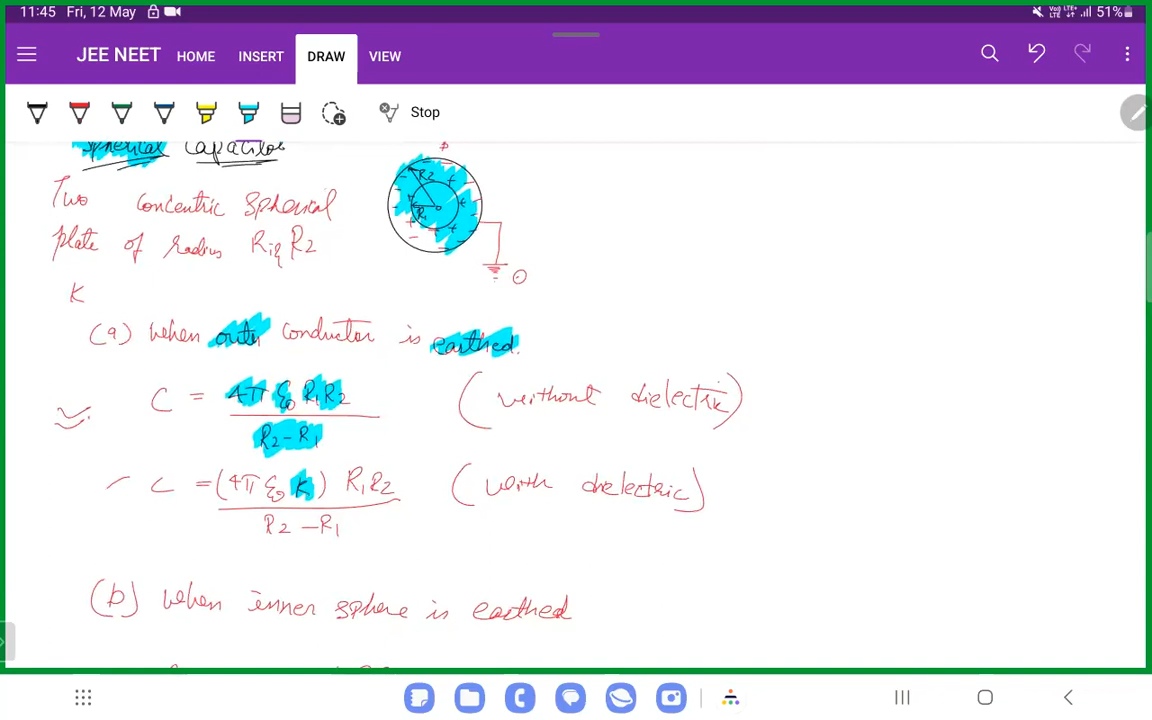 11:45 Fri, 12 May
51%
JEE NEET HOME INSERT DRAW VIEW
Stop
Spherical Capacitor
Two concentric spherical
plate of radius R1 & R2
R2
R1
K
(a) when outer conductor is earthed.
C = 4π ε0 R1R2 / R2 - R1 (without dielectric)
C = (4π ε0 K) R1R2 / R2 - R1 (with dielectric)
(b) when inner sphere is earthed